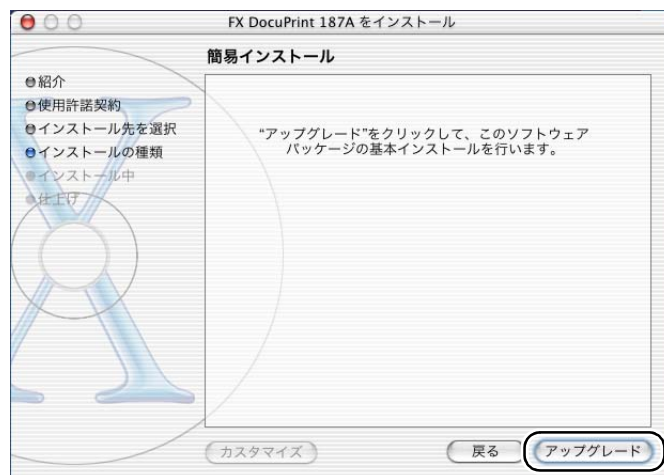 FX DocuPrint 187A をインストール
簡易インストール
紹介
使用許諾契約
インストール先を選択
インストールの種類
インストール中
仕上げ
“アップグレード”をクリックして、このソフトウェア
パッケージの基本インストールを行います。
カスタマイズ
戻る
アップグレード